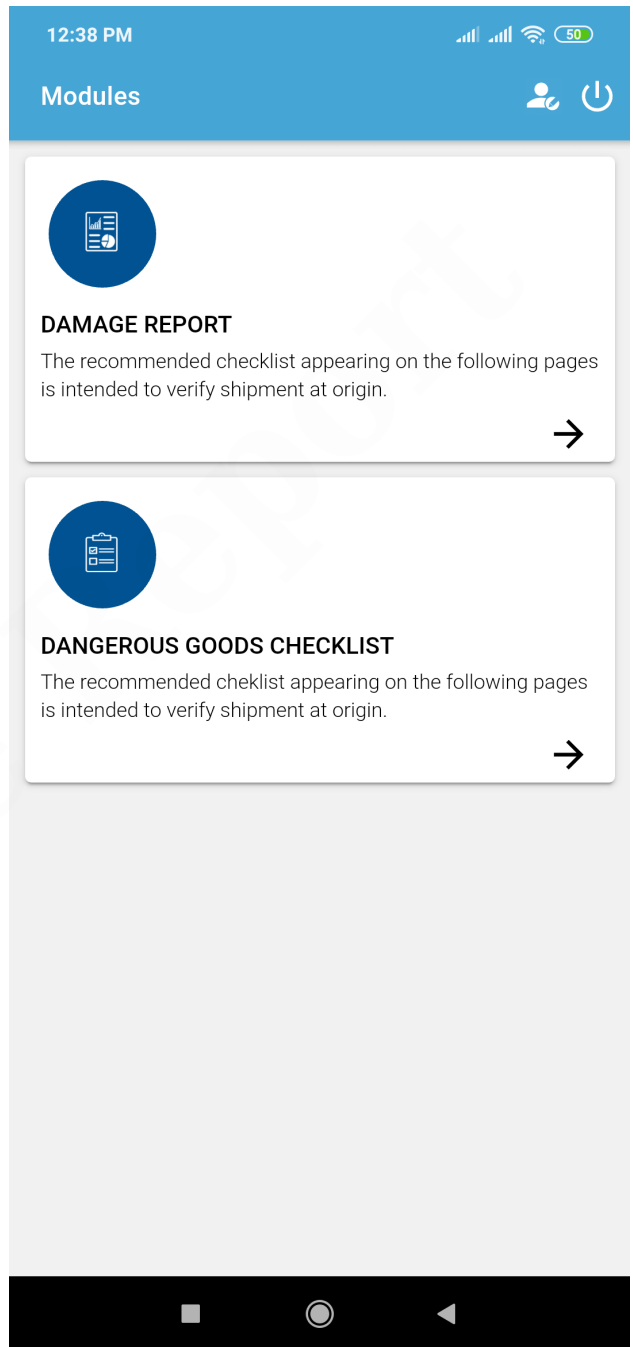 12:38 PM
50
Modules
DAMAGE REPORT
The recommended checklist appearing on the following pages
is intended to verify shipment at origin.
DANGEROUS GOODS CHECKLIST
The recommended cheklist appearing on the following pages
is intended to verify shipment at origin.
Report